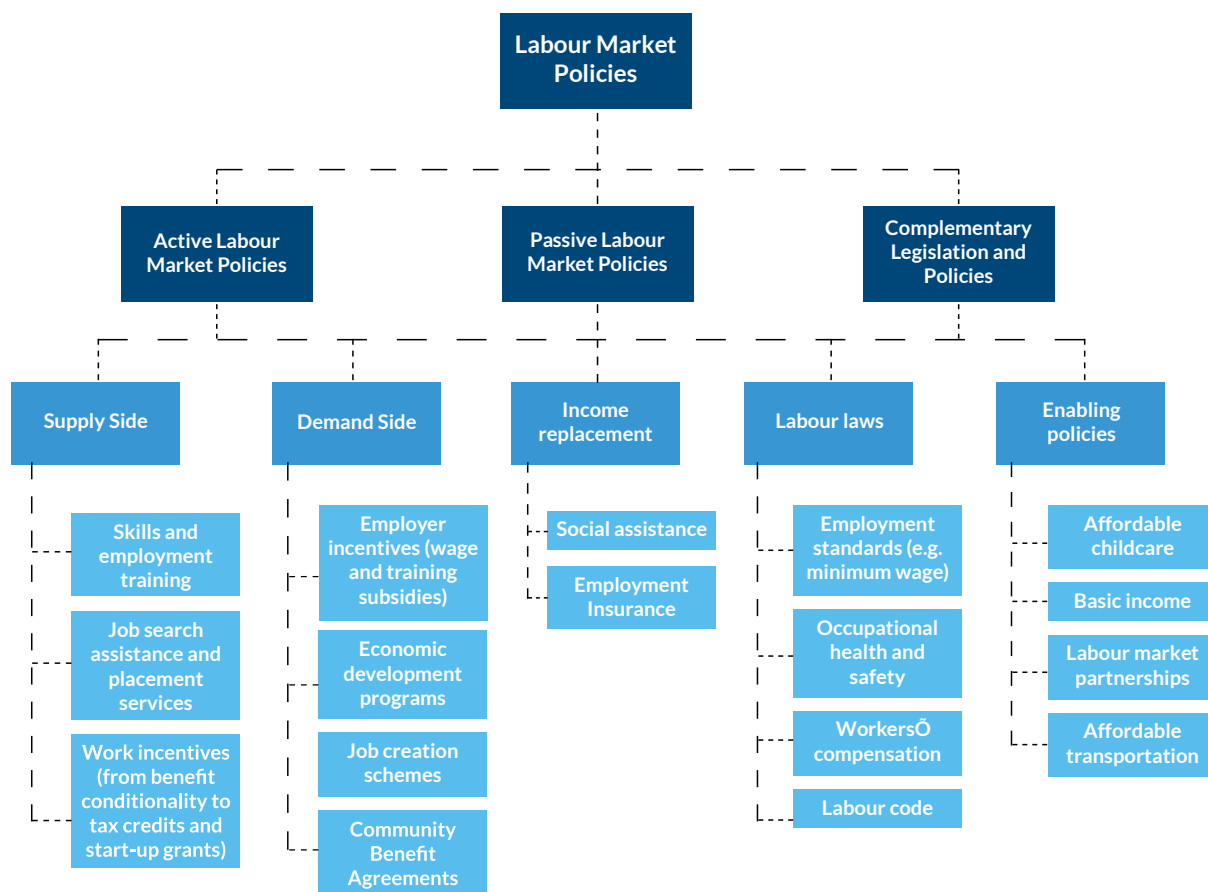 Labour Market
Policies
Active Labour
Market Policies
Passive Labour
Market Policies
Complementary
Legislation and
Policies
Supply Side
Demand Side
Income
replacement
Labour laws
Enabling
policies
Skills and
employment
training
Job search
assistance and
placement
services
Work incentives
(from benefit
conditionality to
tax credits and
start-up grants)
Employer
incentives (wage
and training
subsidies)
Economic
development
programs
Job creation
schemes
Community
Benefit
Agreements
Social assistance
Employment
Insurance
Employment
standards (e.g.
minimum wage)
Occupational
health and
safety
WorkersÕ
compensation
Labour code
Affordable
childcare
Basic income
Labour market
partnerships
Affordable
transportation